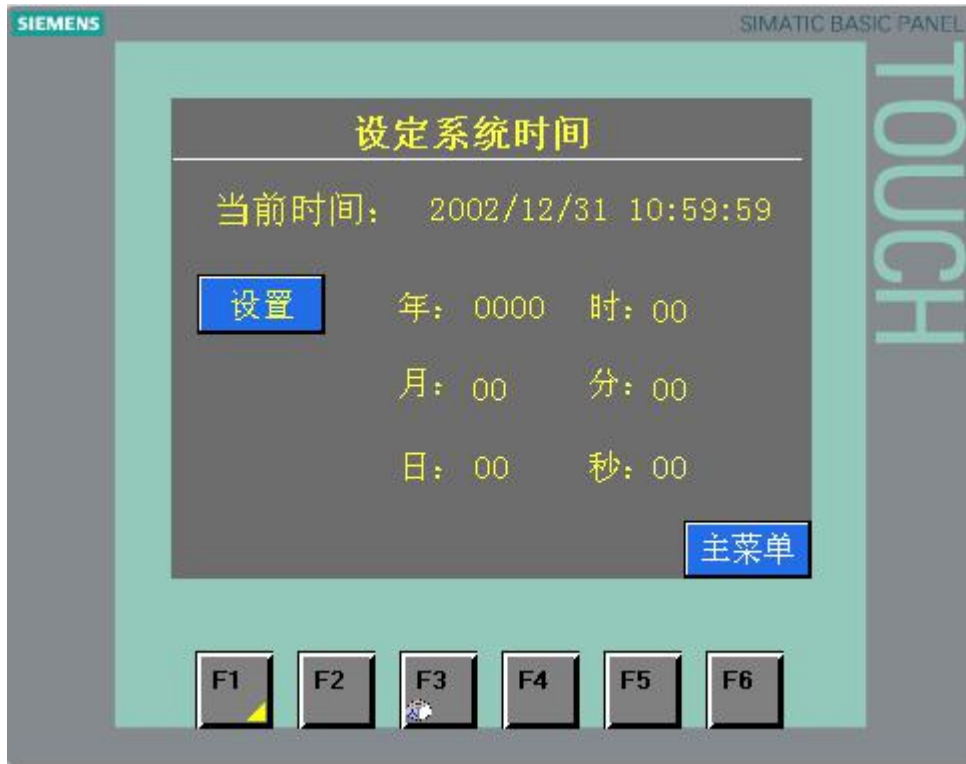 SIEMENS
SIMATIC BASIC PANEL
TOUCH
设定系统时间
当前时间： 2002/12/31 10:59:59
设置 年：0000 时：00
月：00 分：00
日：00 秒：00
主菜单
F1 F2 F3 F4 F5 F6